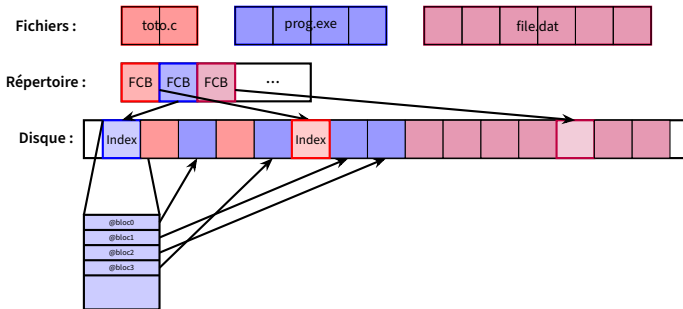 Fichiers : toto.c prog.exe file.dat
Répertoire : FCB FCB FCB ...
Disque : Index Index
@bloc0
@bloc1
@bloc2
@bloc3